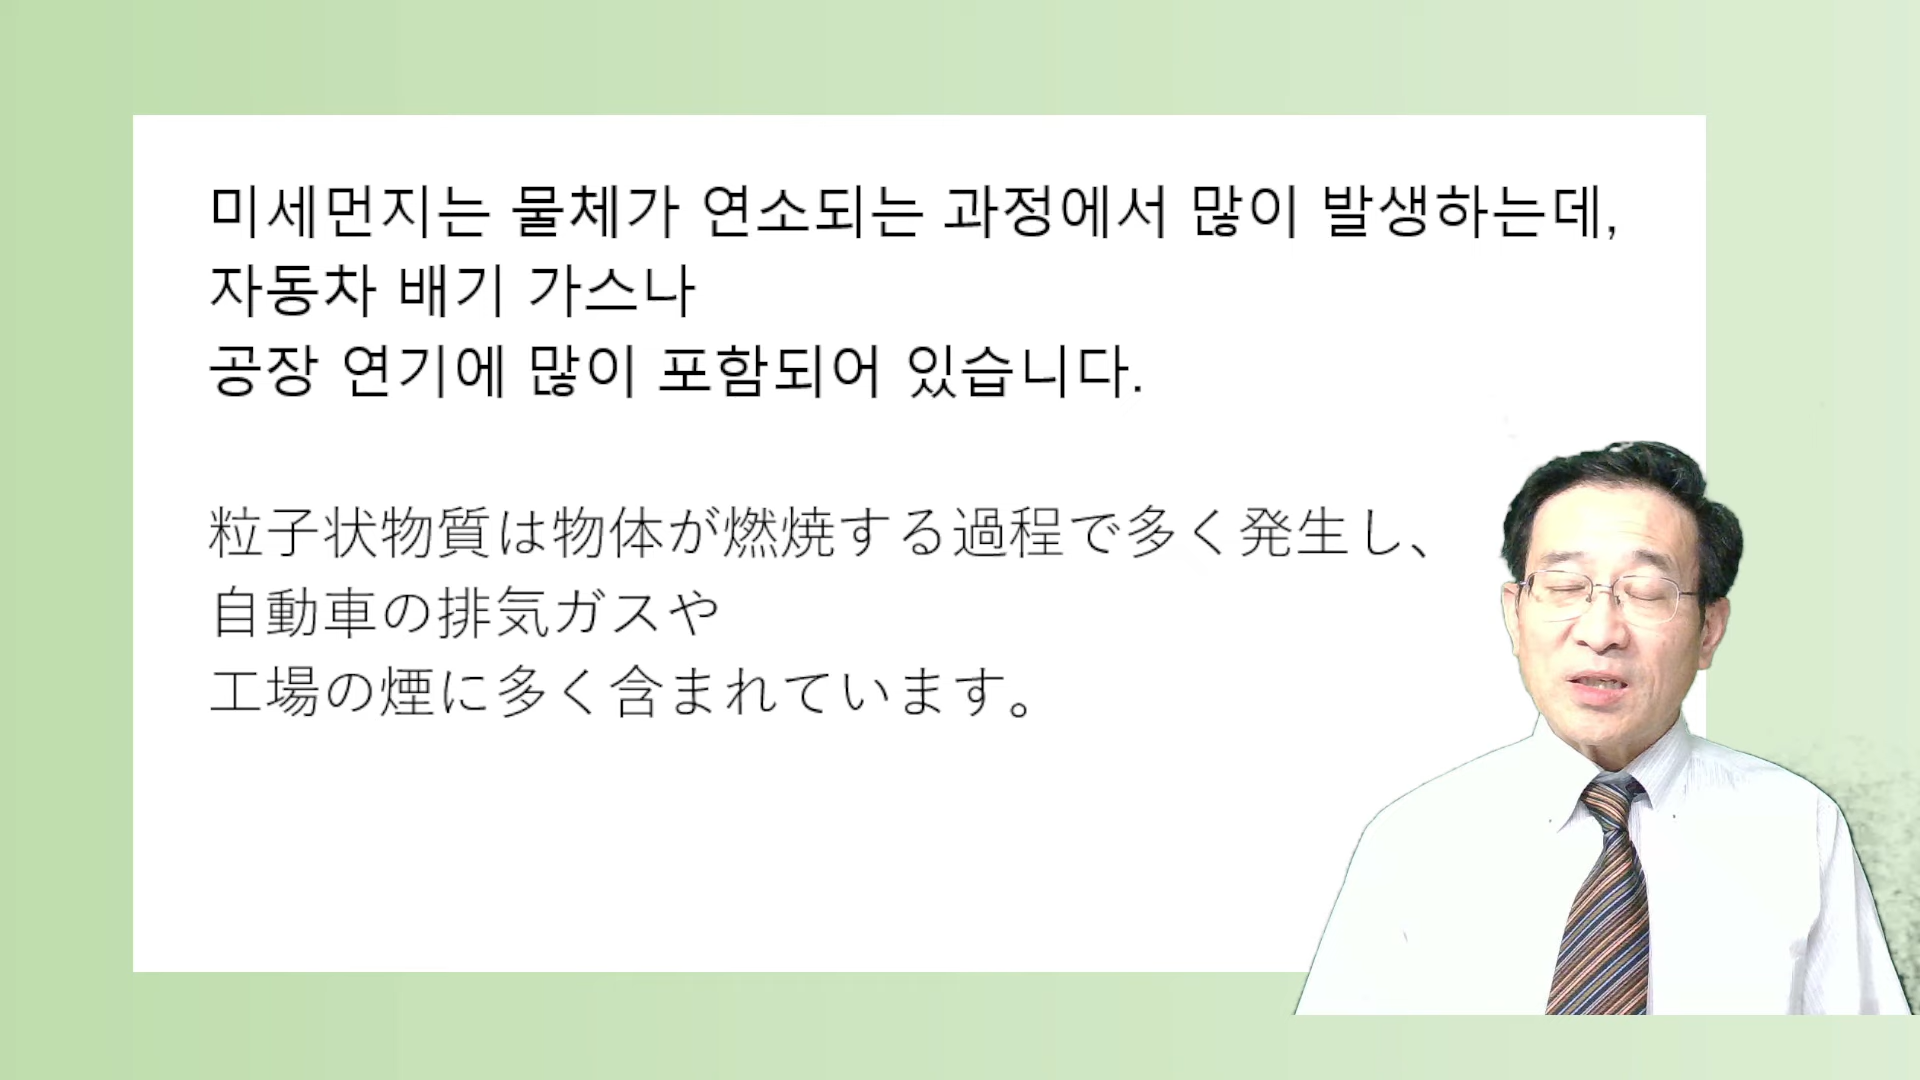 미세먼지는 물체가 연소되는 과정에서 많이 발생하는데,
자동차 배기 가스나
공장 연기에 많이 포함되어 있습니다.
粒子状物質は物体が燃焼する過程で多く発生し、
自動車の排気ガスや
工場の煙に多く含まれています。